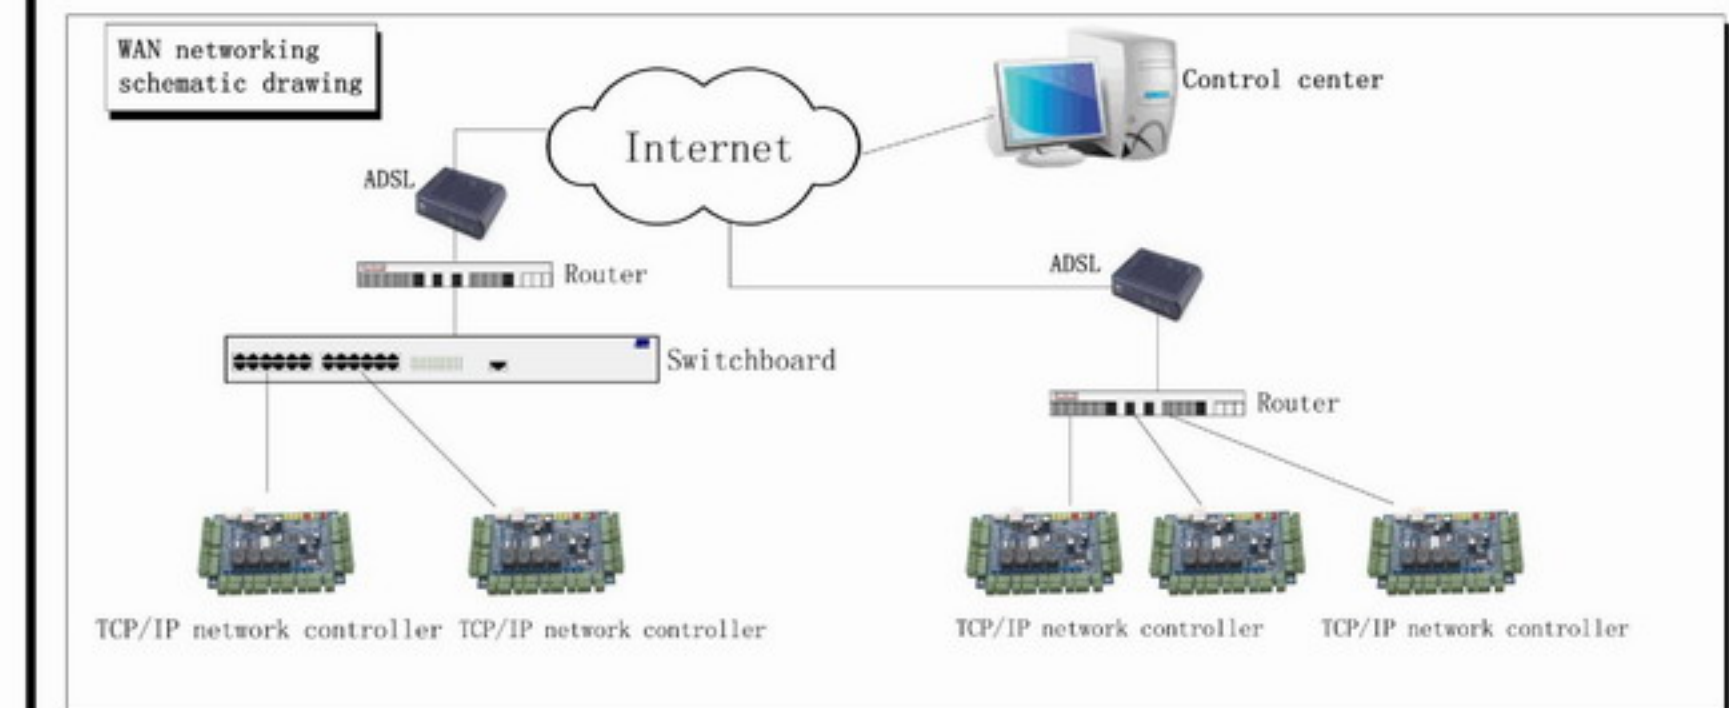 WAN networking
schematic drawing
Internet
Control center
ADSL
Router
Switchboard
ADSL
Router
TCP/IP network controller
TCP/IP network controller
TCP/IP network controller
TCP/IP network controller